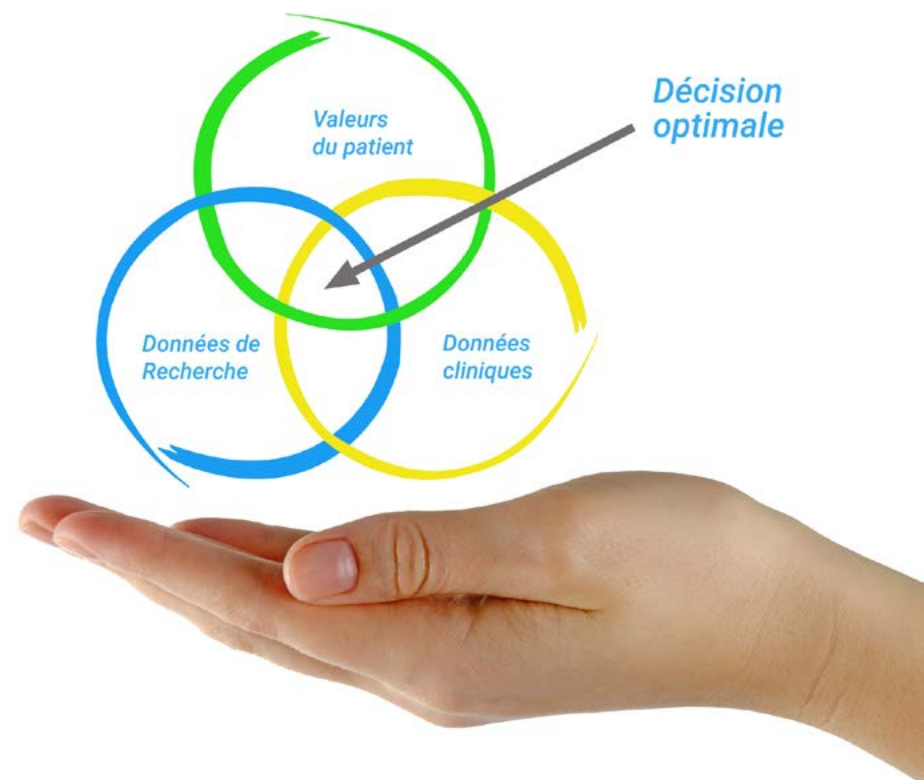 Décision
optimale
Valeurs
du patient
Données de
Recherche
Données
cliniques